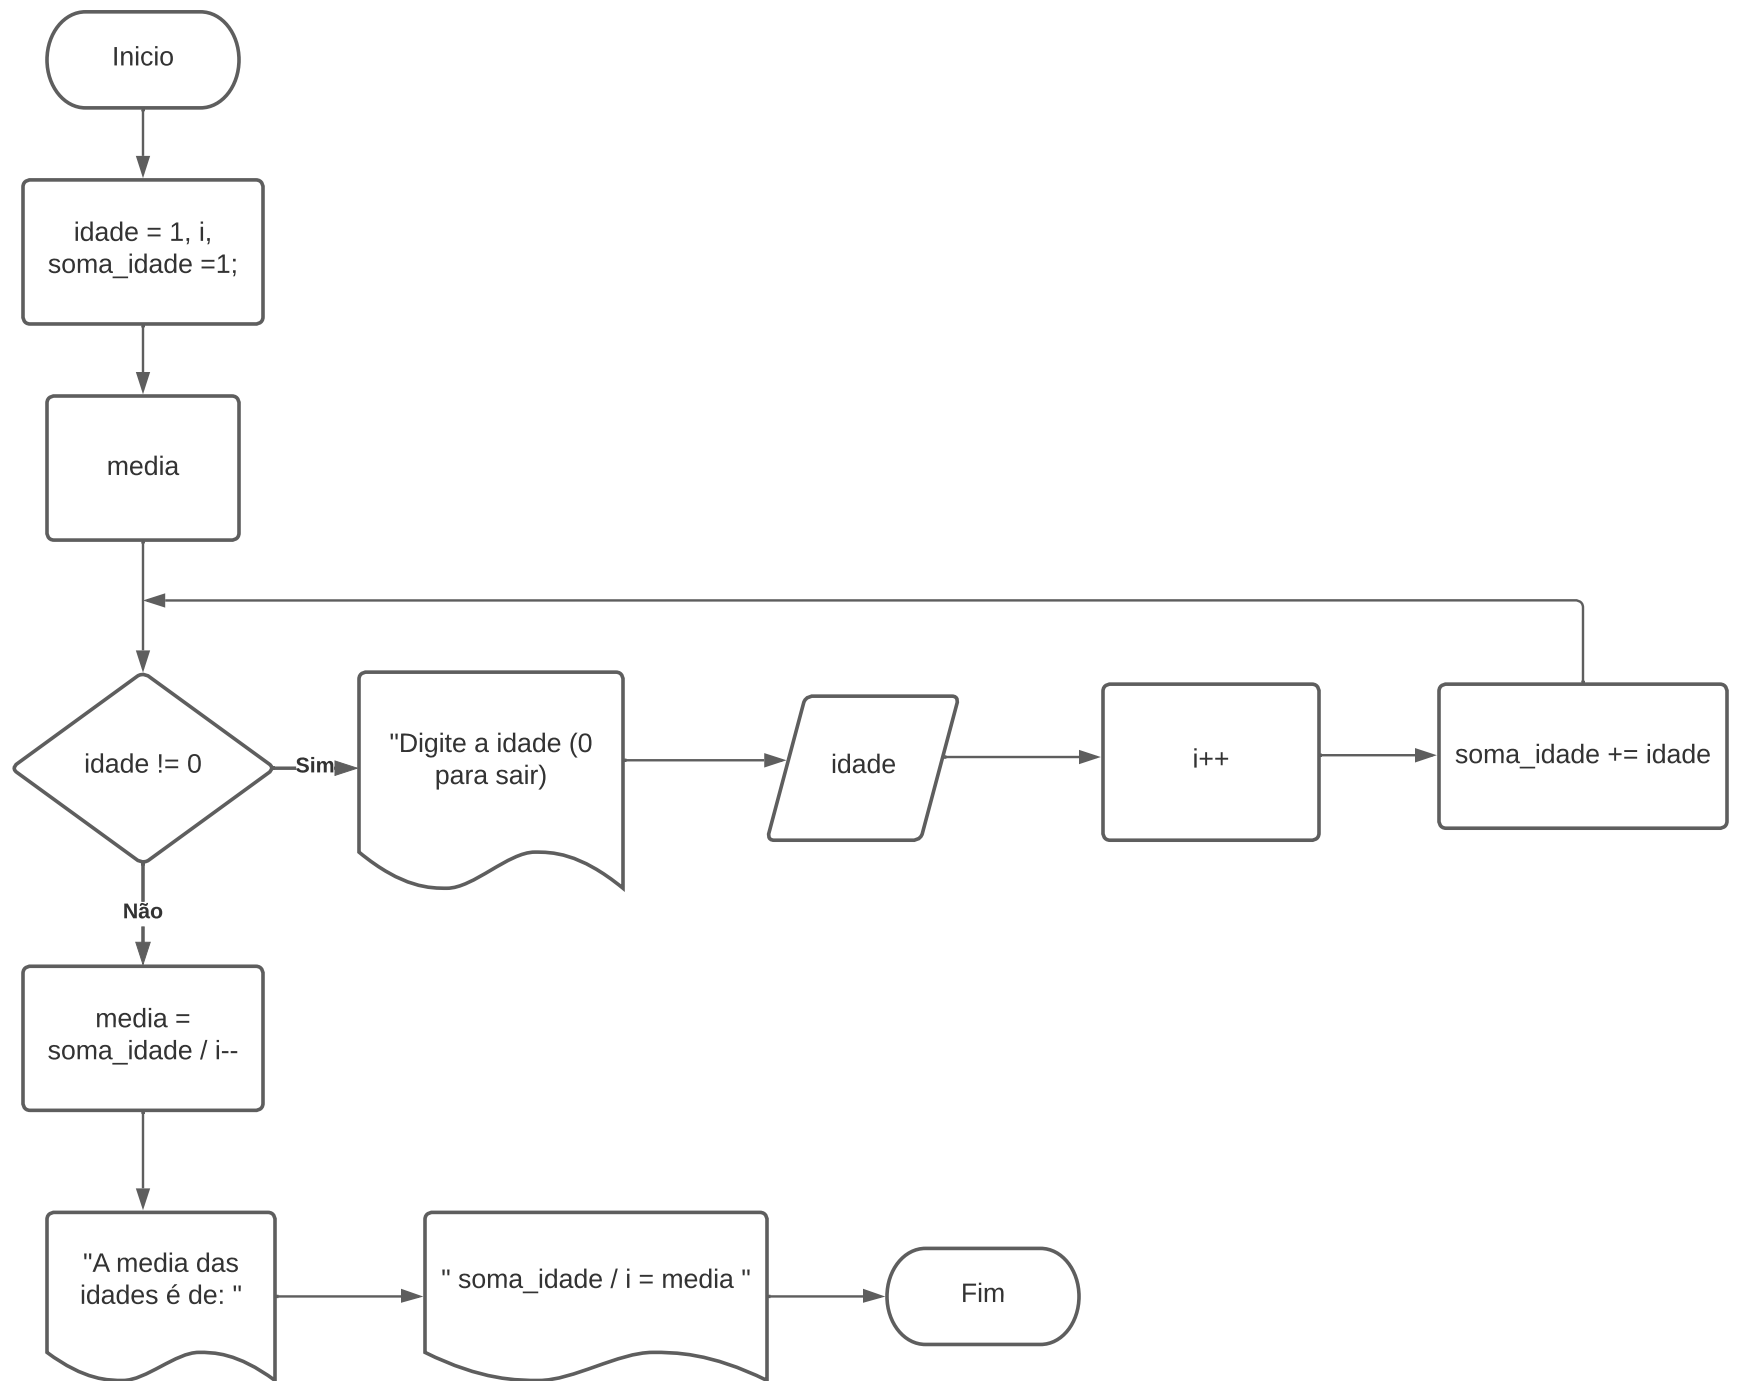 Inicio
idade = 1, i,
soma_idade =1;
media
idade != 0
Sim
"Digite a idade (0
para sair)
idade
i++
soma_idade += idade
Não
media =
soma_idade / i--
"A media das
idades é de: "
" soma_idade / i = media "
Fim